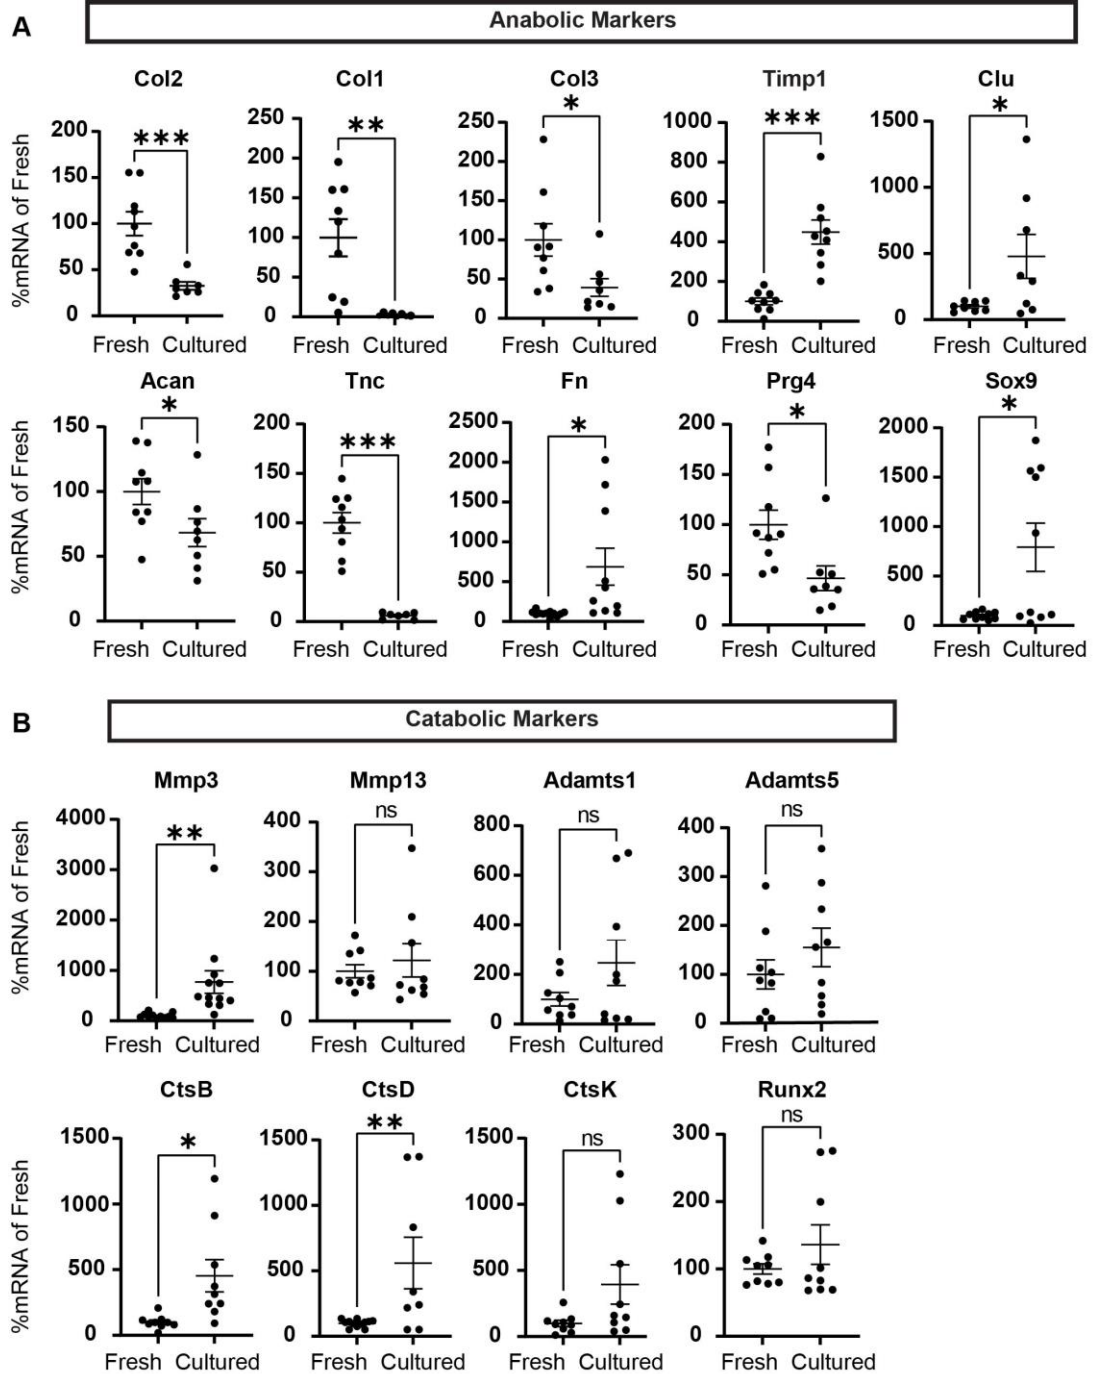 A
Anabolic Markers
Col2 Col1 Col3 Timp1 Clu
%mRNA of Fresh
200
150
100
50
0
***
Fresh Cultured
250
200
150
100
50
0
**
Fresh Cultured
250
200
150
100
50
0
*
Fresh Cultured
1000
800
600
400
200
0
***
Fresh Cultured
1500
1000
500
0
*
Fresh Cultured
Acan Tnc Fn Prg4 Sox9
%mRNA of Fresh
150
100
50
0
*
Fresh Cultured
200
150
100
50
0
***
Fresh Cultured
2500
2000
1500
1000
500
0
*
Fresh Cultured
200
150
100
50
0
*
Fresh Cultured
2000
1500
1000
500
0
*
Fresh Cultured
B
Catabolic Markers
Mmp3 Mmp13 Adamts1 Adamts5
%mRNA of Fresh
4000
3000
2000
1000
0
**
Fresh Cultured
400
300
200
100
0
ns
Fresh Cultured
800
600
400
200
0
ns
Fresh Cultured
400
300
200
100
0
ns
Fresh Cultured
CtsB CtsD CtsK Runx2
%mRNA of Fresh
1500
1000
500
0
*
Fresh Cultured
1500
1000
500
0
**
Fresh Cultured
1500
1000
500
0
ns
Fresh Cultured
300
200
100
0
ns
Fresh Cultured